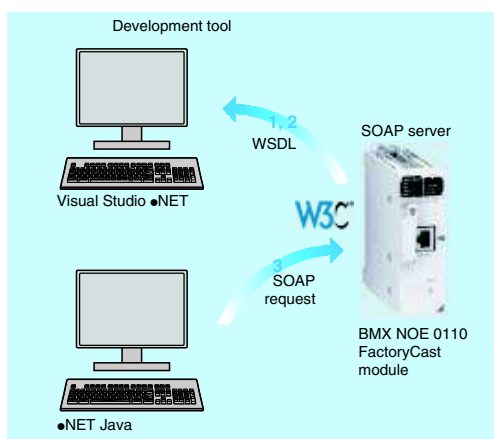 Development tool
1, 2
WSDL
SOAP server
Visual Studio •NET
W3C
3
SOAP
request
BMX NOE 0110
FactoryCast
module
•NET Java